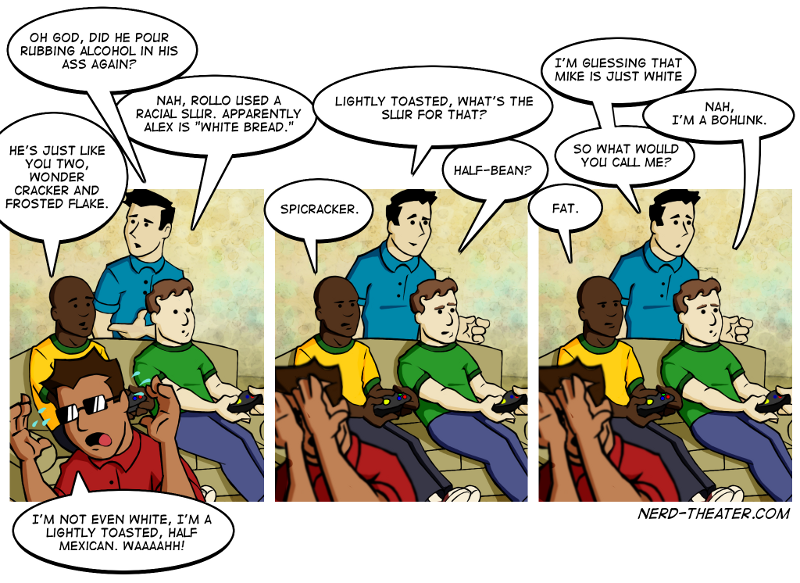 OH GOD, DID HE POUR
RUBBING ALCOHOL IN HIS
ASS AGAIN?
NAH, ROLLO USED A
RACIAL SLUR. APPARENTLY
ALEX IS "WHITE BREAD."
HE'S JUST LIKE
YOU TWO,
WONDER
CRACKER AND
FROSTED FLAKE.
I'M NOT EVEN WHITE, I'M A
LIGHTLY TOASTED, HALF
MEXICAN. WAAAAHH!
LIGHTLY TOASTED, WHAT'S THE
SLUR FOR THAT?
SPICRACKER.
HALF-BEAN?
I'M GUESSING THAT
MIKE IS JUST WHITE
NAH,
I'M A BOHUNK.
SO WHAT WOULD
YOU CALL ME?
FAT.
NERD-THEATER.COM